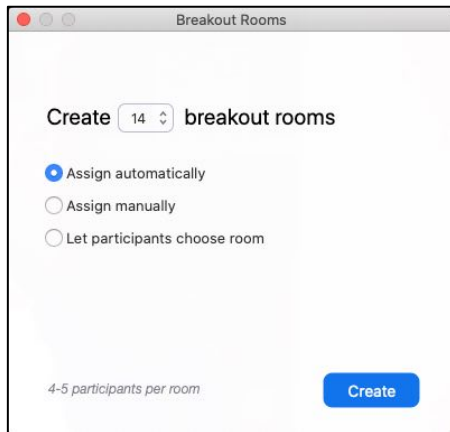 Breakout Rooms
Create 14 breakout rooms
Assign automatically
Assign manually
Let participants choose room
4-5 participants per room
Create